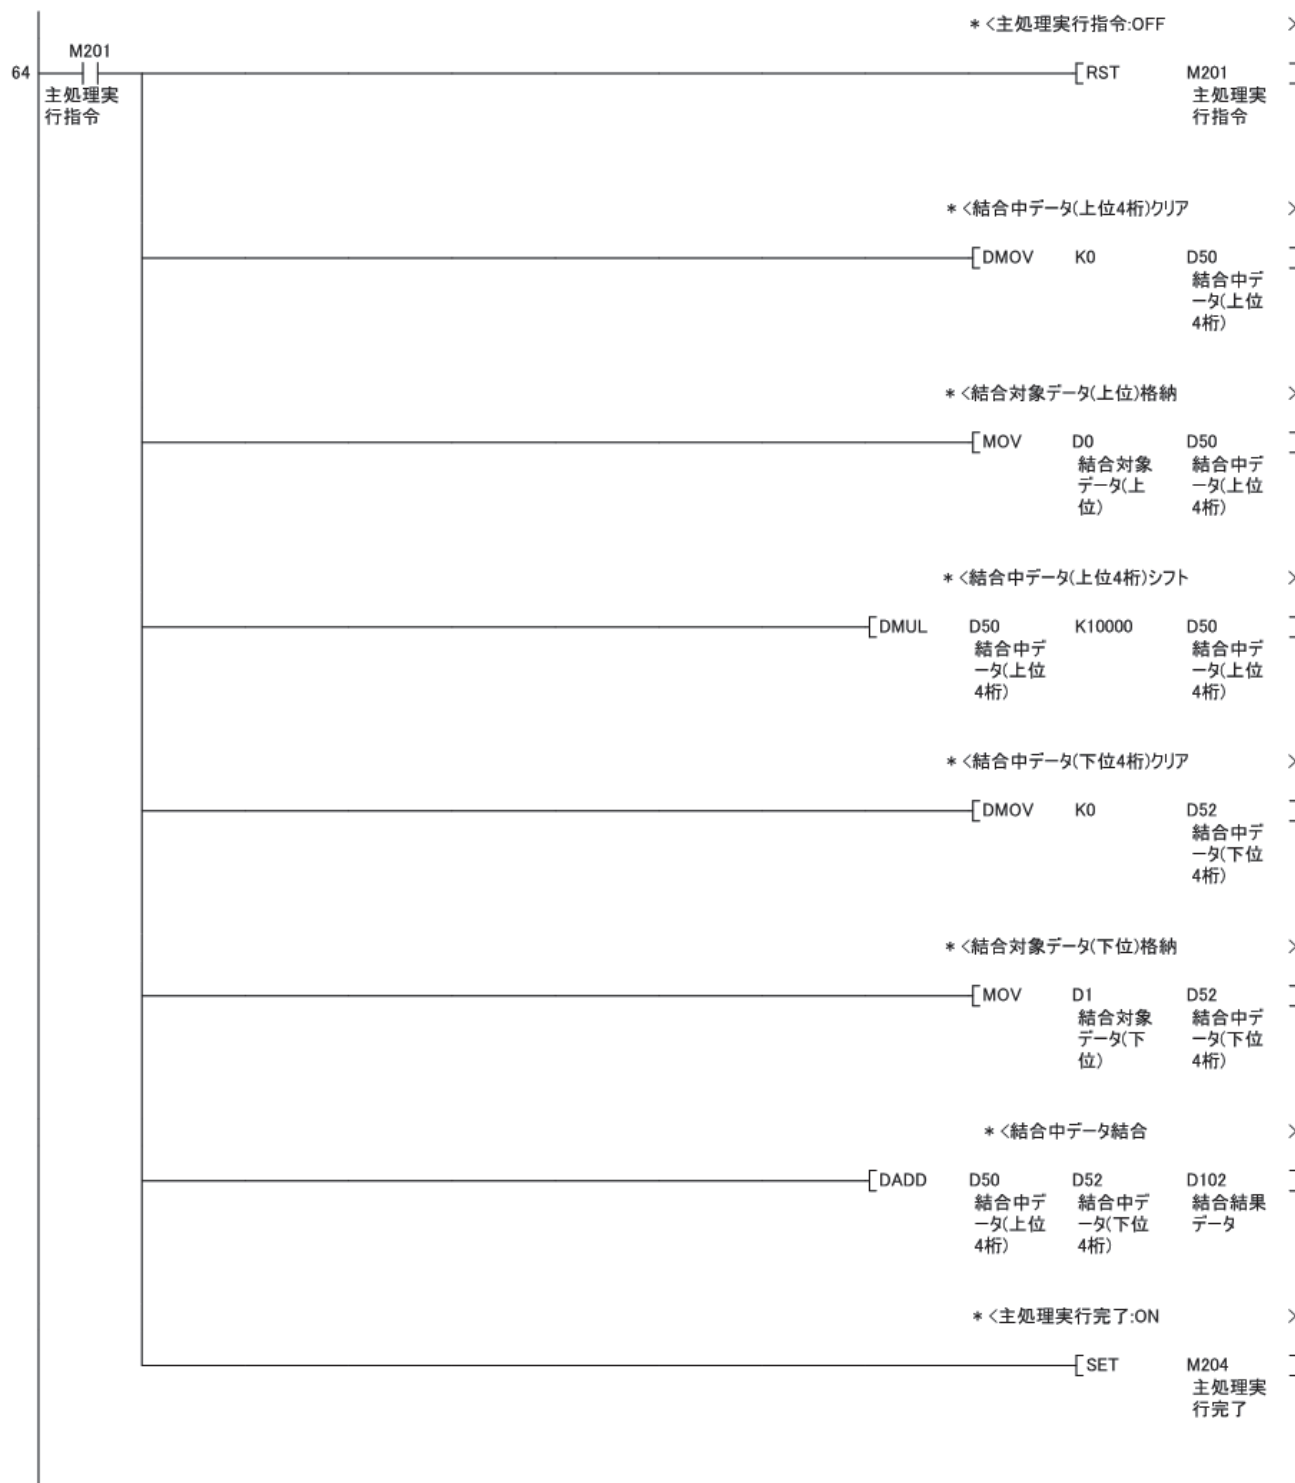 * <主処理実行指令:OFF >
M201
64
[RST M201 ]
主処理実
行指令
主処理実
行指令
* <結合中データ(上位4桁)クリア >
[DMOV K0 D50 ]
結合中デ
ータ(上位
4桁)
* <結合対象データ(上位)格納 >
[MOV D0 D50 ]
結合対象 結合中デ
データ(上 ータ(上位
位) 4桁)
* <結合中データ(上位4桁)シフト >
[DMUL D50 K10000 D50 ]
結合中デ 結合中デ
ータ(上位 ータ(上位
4桁) 4桁)
* <結合中データ(下位4桁)クリア >
[DMOV K0 D52 ]
結合中デ
ータ(下位
4桁)
* <結合対象データ(下位)格納 >
[MOV D1 D52 ]
結合対象 結合中デ
データ(下 ータ(下位
位) 4桁)
* <結合中データ結合 >
[DADD D50 D52 D102 ]
結合中デ 結合中デ 結合結果
ータ(上位 ータ(下位 データ
4桁) 4桁)
* <主処理実行完了:ON >
[SET M204 ]
主処理実
行完了